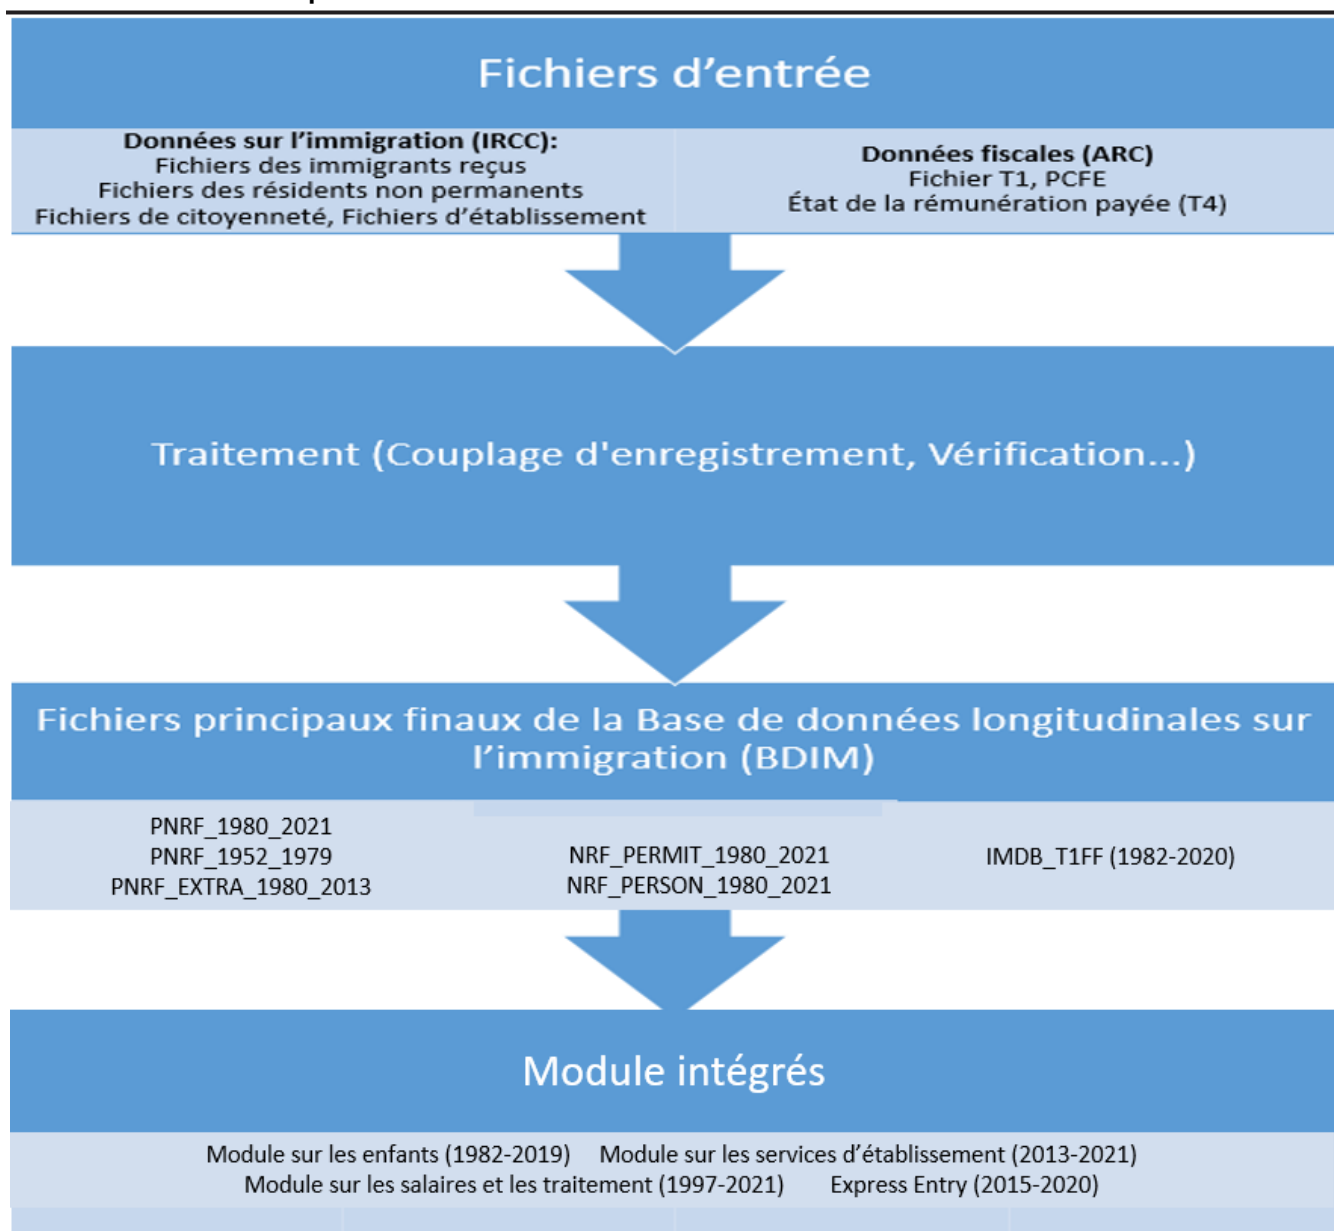 Fichiers d’entrée
Données sur l’immigration (IRCC):
Fichiers des immigrants reçus
Fichiers des résidents non permanents
Fichiers de citoyenneté, Fichiers d’établissement
Données fiscales (ARC)
Fichier T1, PCFE
État de la rémunération payée (T4)
Traitement (Couplage d'enregistrement, Vérification...)
Fichiers principaux finaux de la Base de données longitudinales sur
l’immigration (BDIM)
PNRF_1980_2021
PNRF_1952_1979
PNRF_EXTRA_1980_2013
NRF_PERMIT_1980_2021
NRF_PERSON_1980_2021
IMDB_T1FF (1982-2020)
Module intégrés
Module sur les enfants (1982-2019) Module sur les services d’établissement (2013-2021)
Module sur les salaires et les traitement (1997-2021) Express Entry (2015-2020)